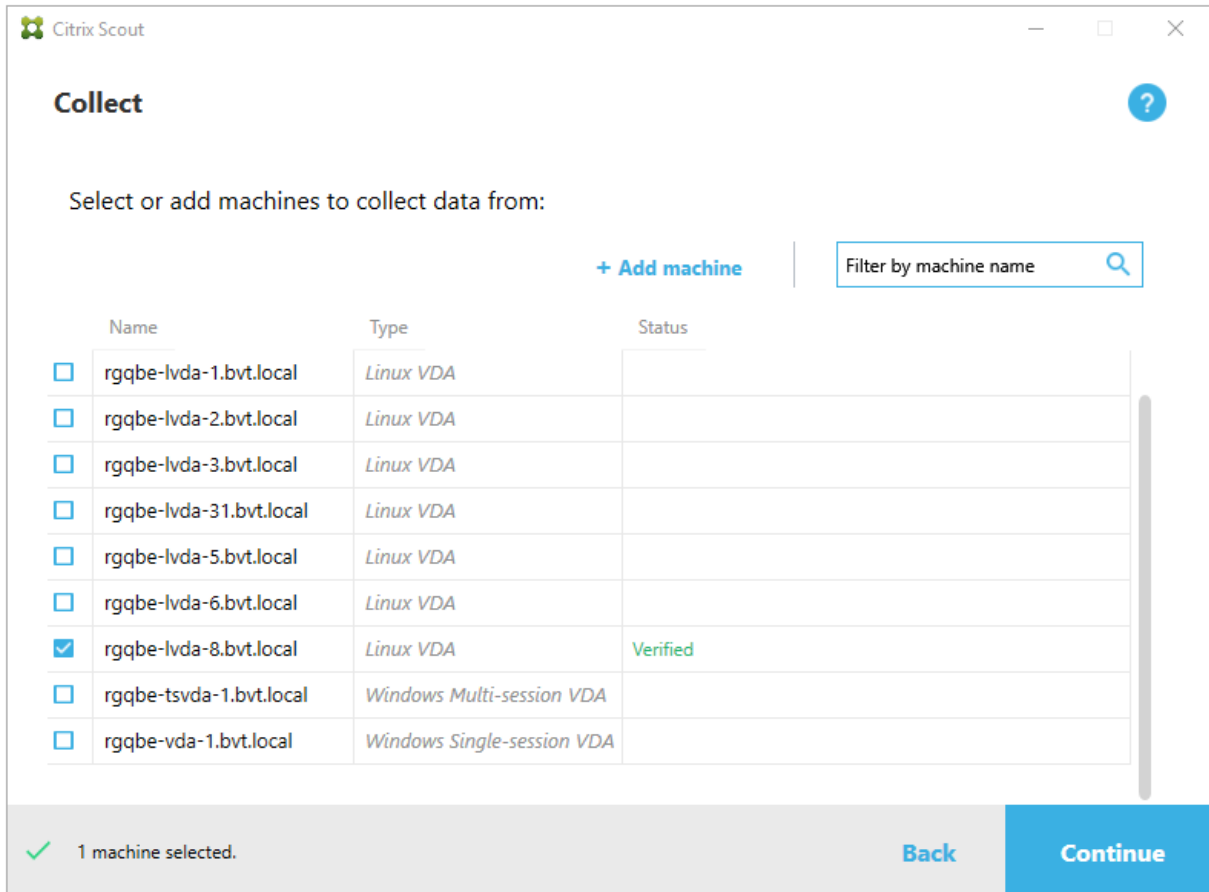 Citrix Scout
Collect
?
Select or add machines to collect data from:
+ Add machine
Filter by machine name
Name Type Status
rgqbe-lvda-1.bvt.local Linux VDA
rgqbe-lvda-2.bvt.local Linux VDA
rgqbe-lvda-3.bvt.local Linux VDA
rgqbe-lvda-31.bvt.local Linux VDA
rgqbe-lvda-5.bvt.local Linux VDA
rgqbe-lvda-6.bvt.local Linux VDA
rgqbe-lvda-8.bvt.local Linux VDA Verified
rgqbe-tsvda-1.bvt.local Windows Multi-session VDA
rgqbe-vda-1.bvt.local Windows Single-session VDA
1 machine selected.
Back
Continue